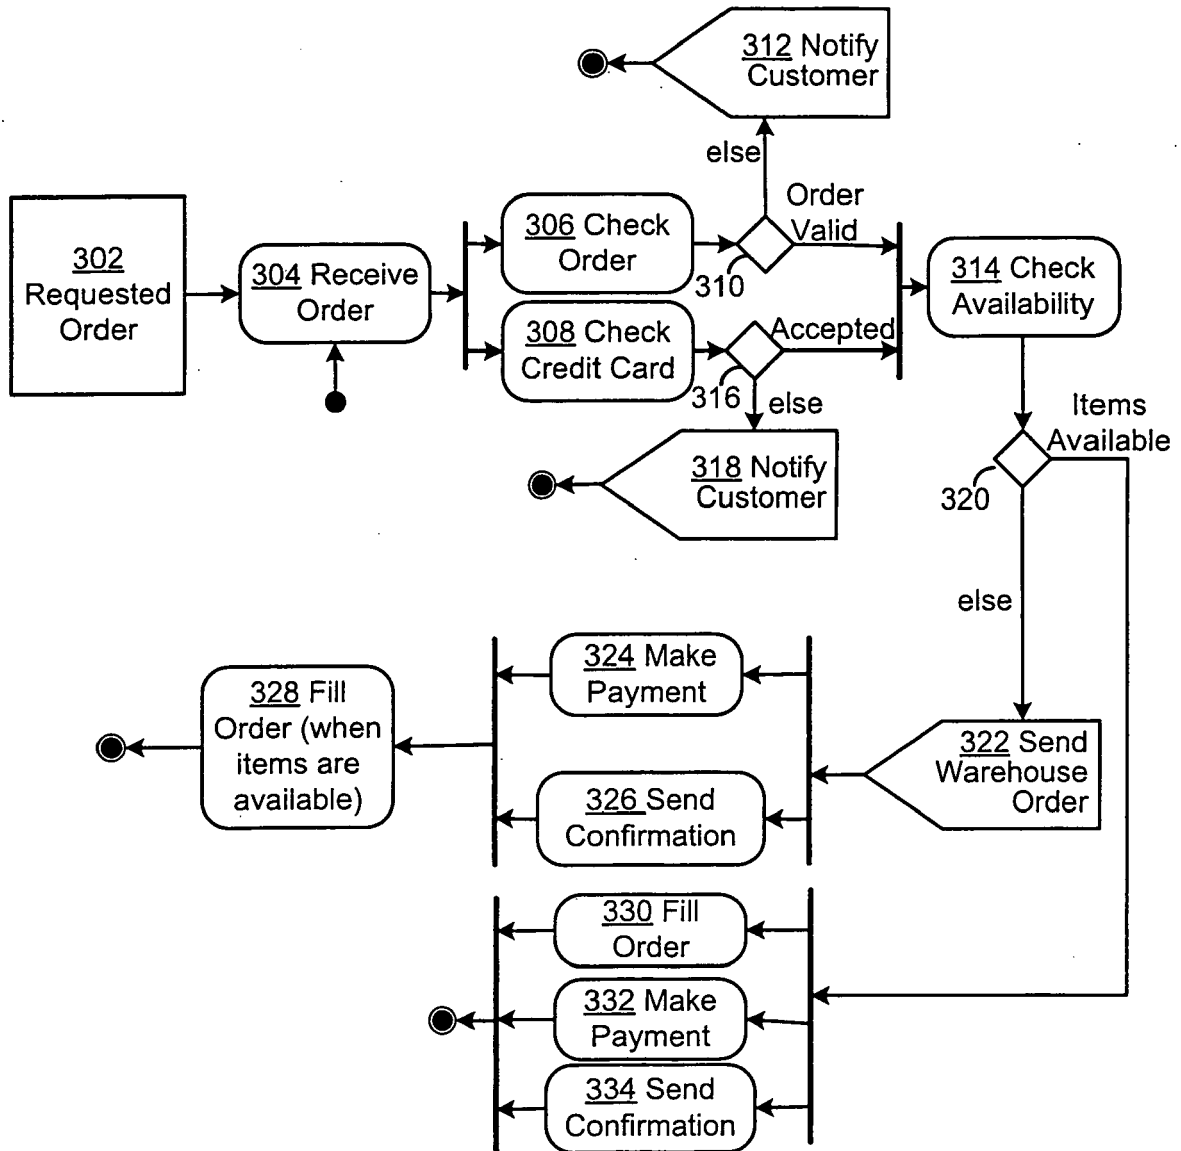 312 Notify
Customer
else
Order
Valid
302
Requested
Order
304 Receive
Order
306 Check
Order
310
314 Check
Availability
308 Check
Credit Card
Accepted
316
else
Items
Available
318 Notify
Customer
320
else
324 Make
Payment
328 Fill
Order (when
items are
available)
322 Send
Warehouse
Order
326 Send
Confirmation
330 Fill
Order
332 Make
Payment
334 Send
Confirmation